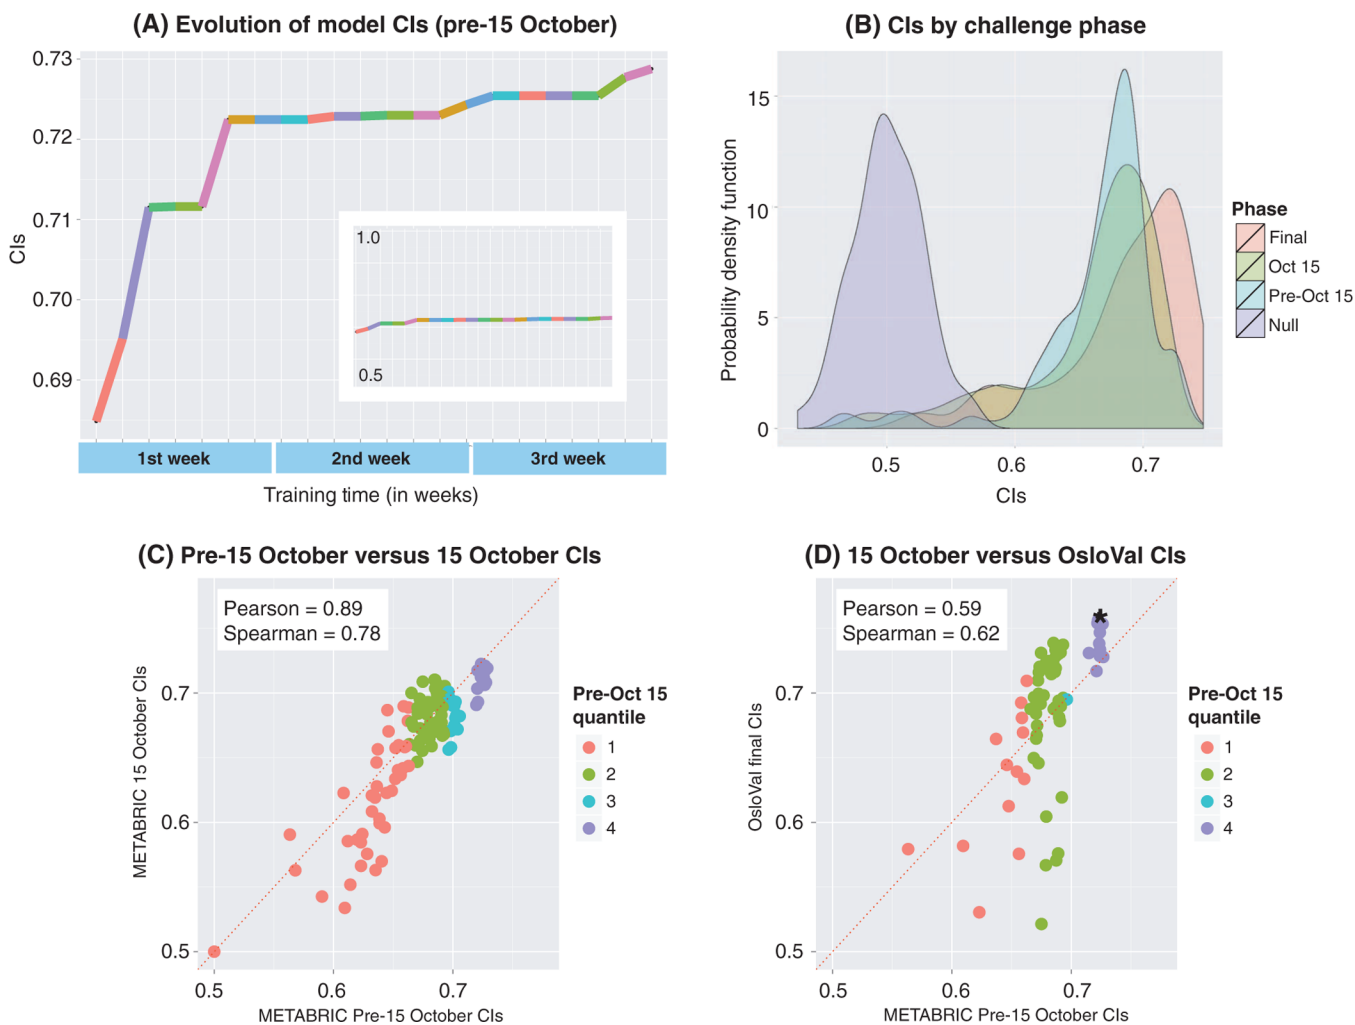 (A) Evolution of model CIs (pre-15 October)
0.73
0.72
0.71
0.70
0.69
CIs
1.0
0.5
1st week
2nd week
3rd week
Training time (in weeks)
(B) CIs by challenge phase
15
10
5
0
Probability density function
0.5
0.6
0.7
CIs
Phase
Final
Oct 15
Pre-Oct 15
Null
(C) Pre-15 October versus 15 October CIs
Pearson = 0.89
Spearman = 0.78
0.7
0.6
0.5
METABRIC 15 October CIs
0.5
0.6
0.7
METABRIC Pre-15 October CIs
Pre-Oct 15
quantile
1
2
3
4
(D) 15 October versus OsloVal CIs
Pearson = 0.59
Spearman = 0.62
*
0.7
0.6
0.5
OsloVal final CIs
0.5
0.6
0.7
METABRIC Pre-15 October CIs
Pre-Oct 15
quantile
1
2
3
4